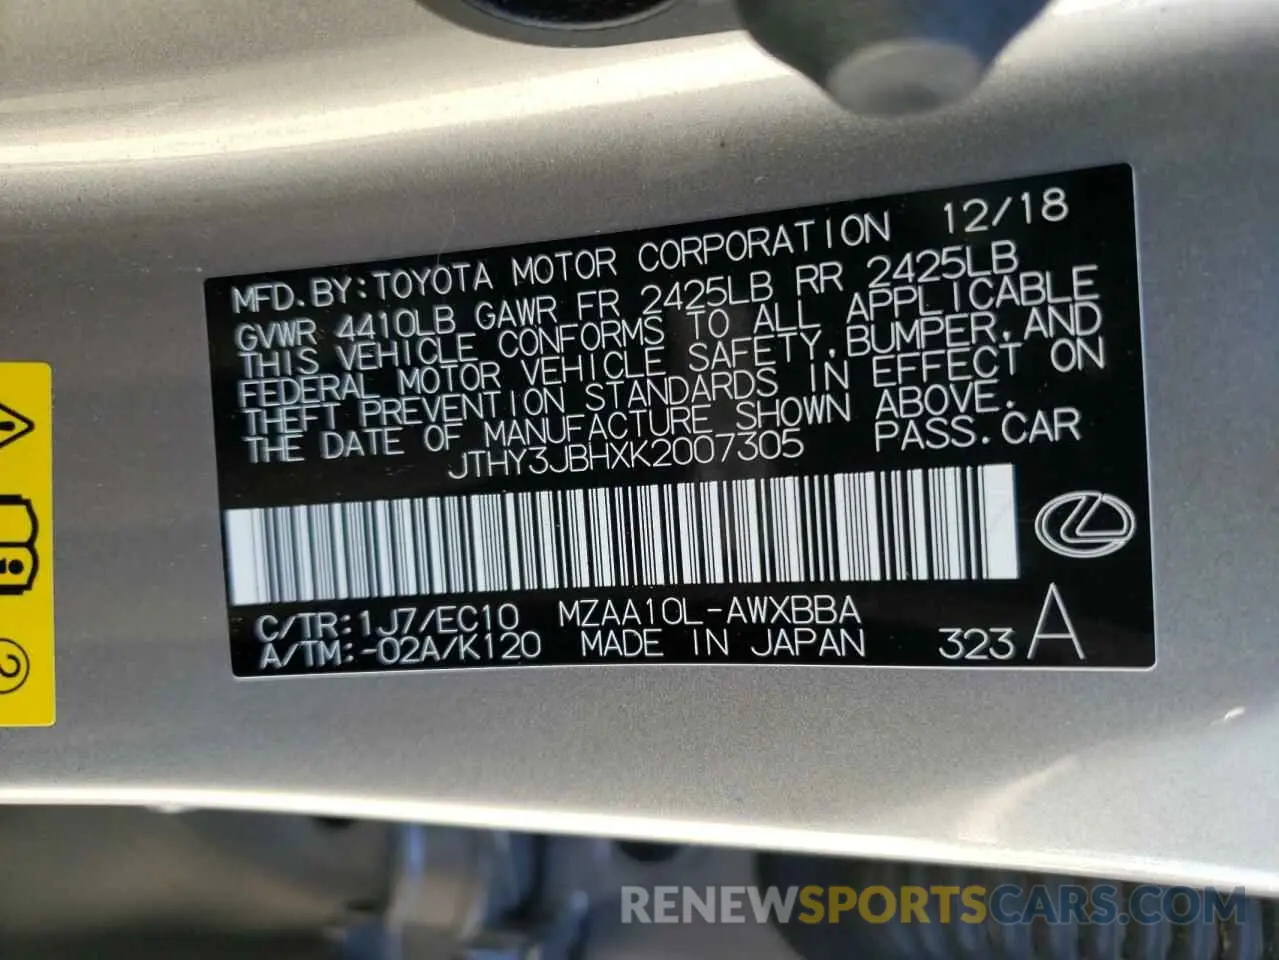 MFD.BY:TOYOTA MOTOR CORPORATION 12/18
GVWR 4410LB GAWR FR 2425LB RR 2425LB
THIS VEHICLE CONFORMS TO ALL APPLICABLE
FEDERAL MOTOR VEHICLE SAFETY,BUMPER,AND
THEFT PREVENTION STANDARDS IN EFFECT ON
THE DATE OF MANUFACTURE SHOWN ABOVE.
JTHY3JBHXK2007305 PASS.CAR
C/TR:1J7/EC10 MZAA10L-AWXBBA
A/TM:-02A/K120 MADE IN JAPAN 323 A
2
RENEWSPORTSCARS.COM